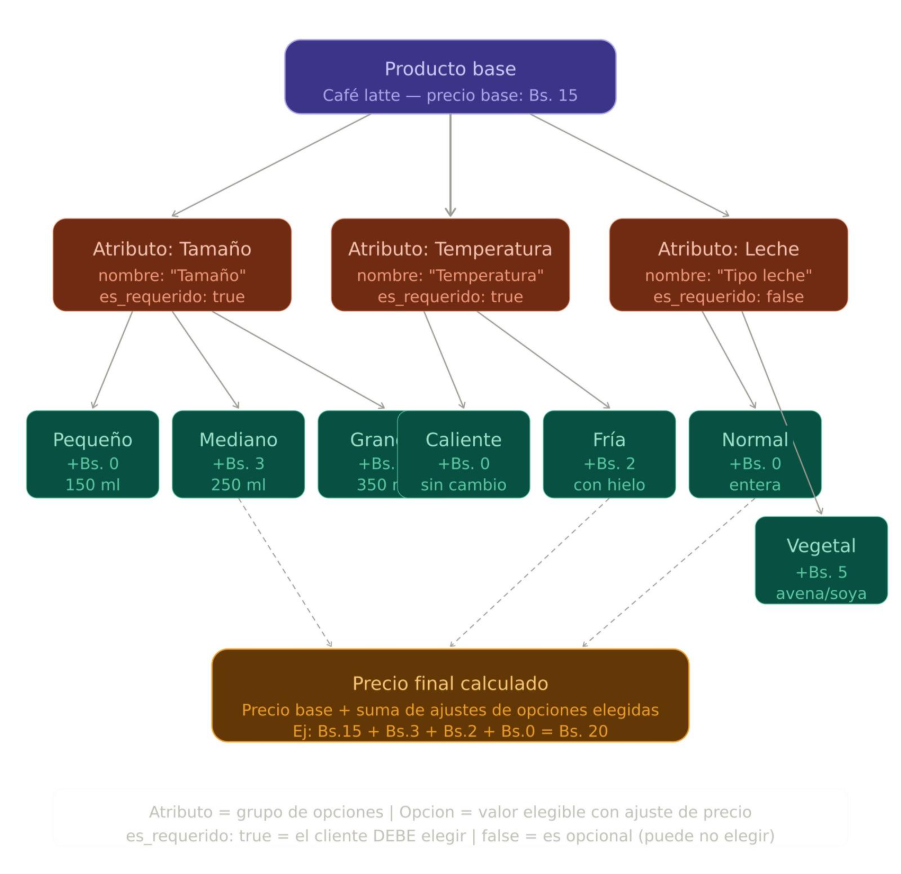 Producto base
Café latte — precio base: Bs. 15
Atributo: Tamaño
nombre: "Tamaño"
es_requerido: true
Atributo: Temperatura
nombre: "Temperatura"
es_requerido: true
Atributo: Leche
nombre: "Tipo leche"
es_requerido: false
Pequeño
+Bs. 0
150 ml
Mediano
+Bs. 3
250 ml
+Bs.
350
Caliente
+Bs. 0
sin cambio
Fría
+Bs. 2
con hielo
Normal
+Bs. 0
entera
Vegetal
+Bs. 5
avena/soya
Precio final calculado
Precio base + suma de ajustes de opciones elegidas
Ej: Bs.15 + Bs.3 + Bs.2 + Bs.0 = Bs. 20
Atributo = grupo de opciones | Opcion = valor elegible con ajuste de precio
es_requerido: true = el cliente DEBE elegir | false = es opcional (puede no elegir)